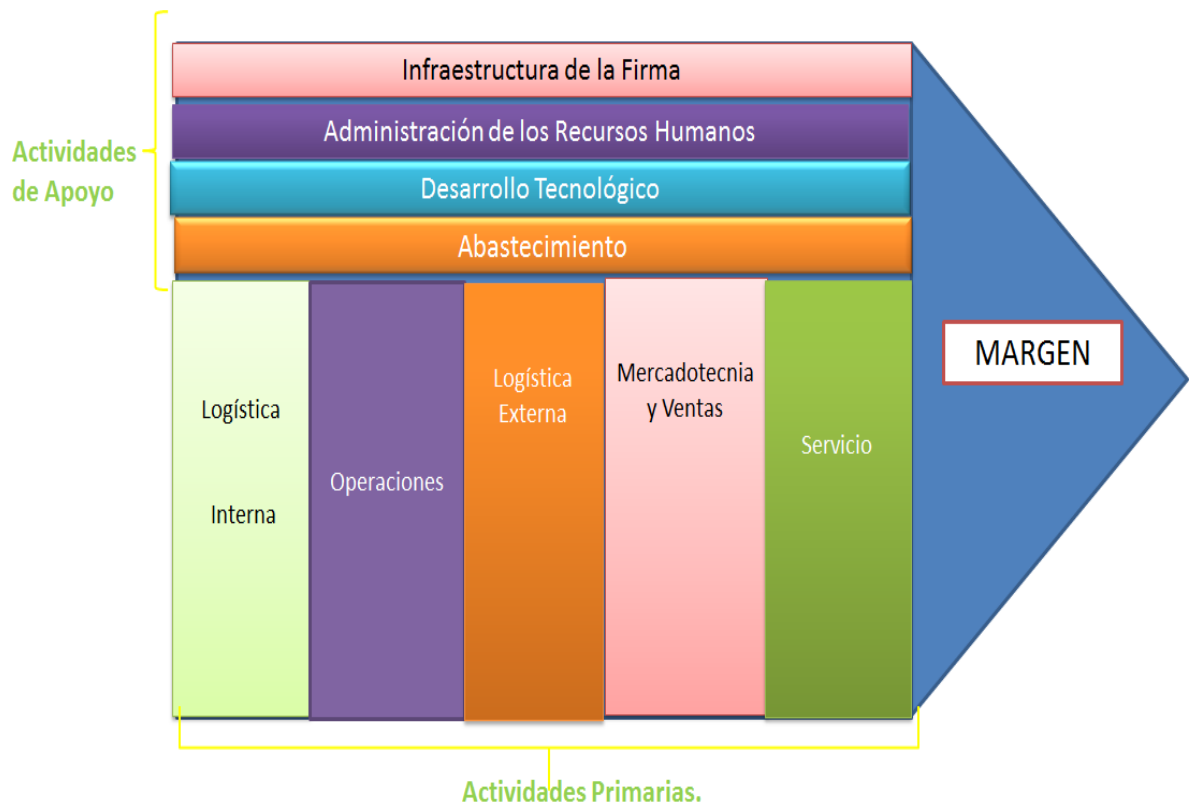 Infraestructura de la Firma
Administración de los Recursos Humanos
Actividades
de Apoyo
Desarrollo Tecnológico
Abastecimiento
Logística
Interna
Operaciones
Logística
Externa
Mercadotecnia
y Ventas
Servicio
MARGEN
Actividades Primarias.